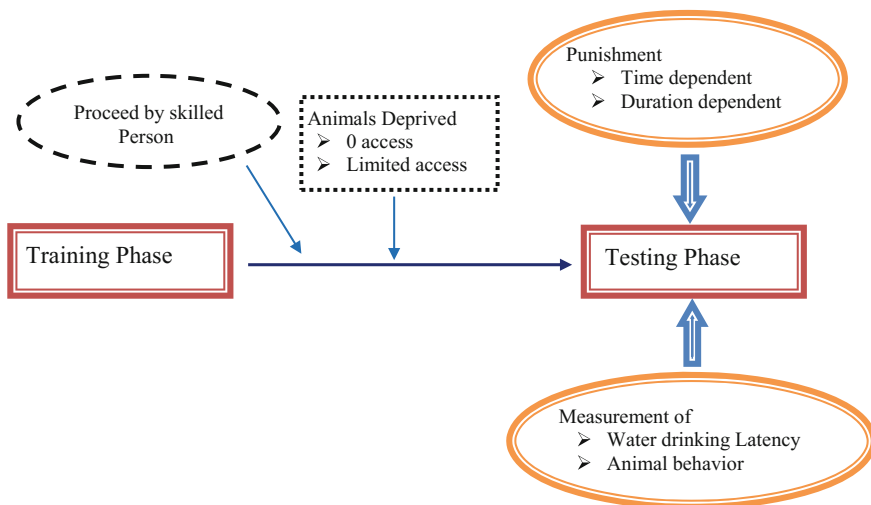 Proceed by skilled
Person
Animals Deprived
➢ 0 access
➢ Limited access
Punishment
➢ Time dependent
➢ Duration dependent
Training Phase
Testing Phase
Measurement of
➢ Water drinking Latency
➢ Animal behavior